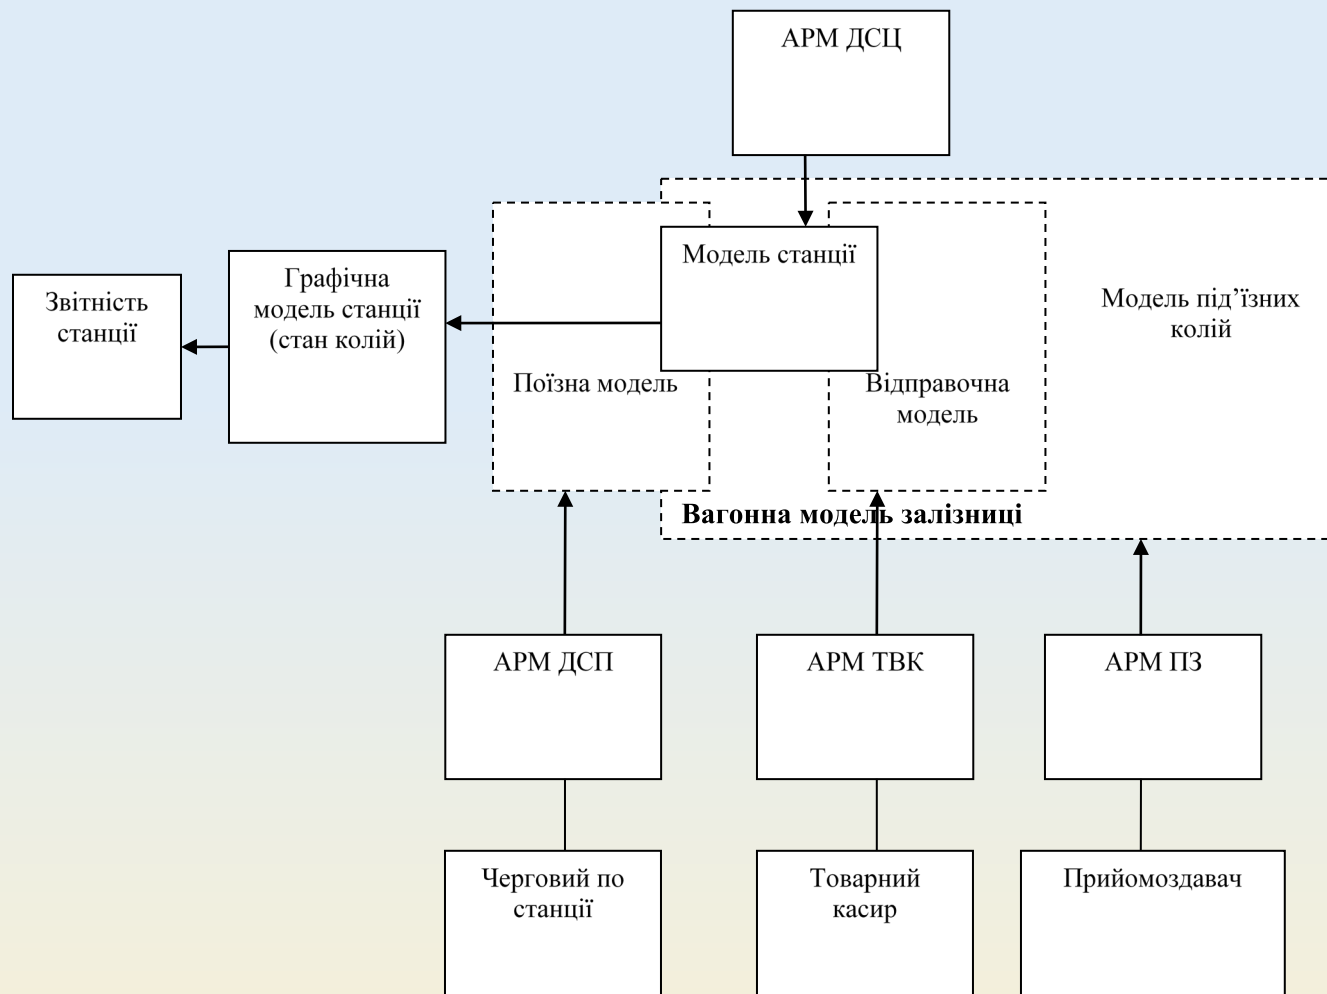 АРМ ДСЦ
Модель станції
Графічна
модель станції
(стан колій)
Звітність
станції
Модель під’їзних
колій
Поїзна модель
Відправочна
модель
Вагонна модель залізниці
АРМ ДСП
АРМ ТВК
АРМ ПЗ
Черговий по
станції
Товарний
касир
Прийомоздавач